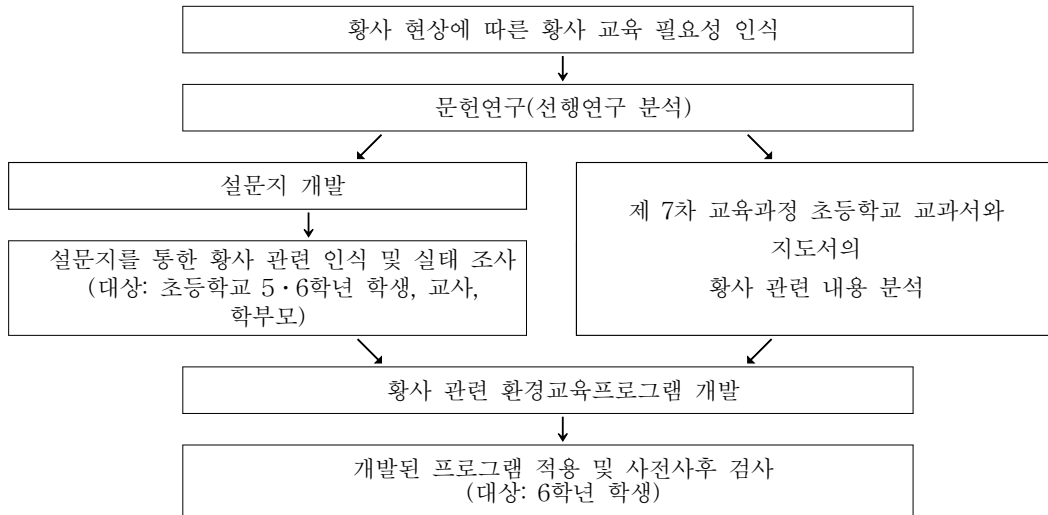 황사 현상에 따른 황사 교육 필요성 인식
문헌연구(선행연구 분석)
설문지 개발
설문지를 통한 황사 관련 인식 및 실태 조사
(대상: 초등학교 5·6학년 학생, 교사,
학부모)
제 7차 교육과정 초등학교 교과서와
지도서의
황사 관련 내용 분석
황사 관련 환경교육프로그램 개발
개발된 프로그램 적용 및 사전사후 검사
(대상: 6학년 학생)